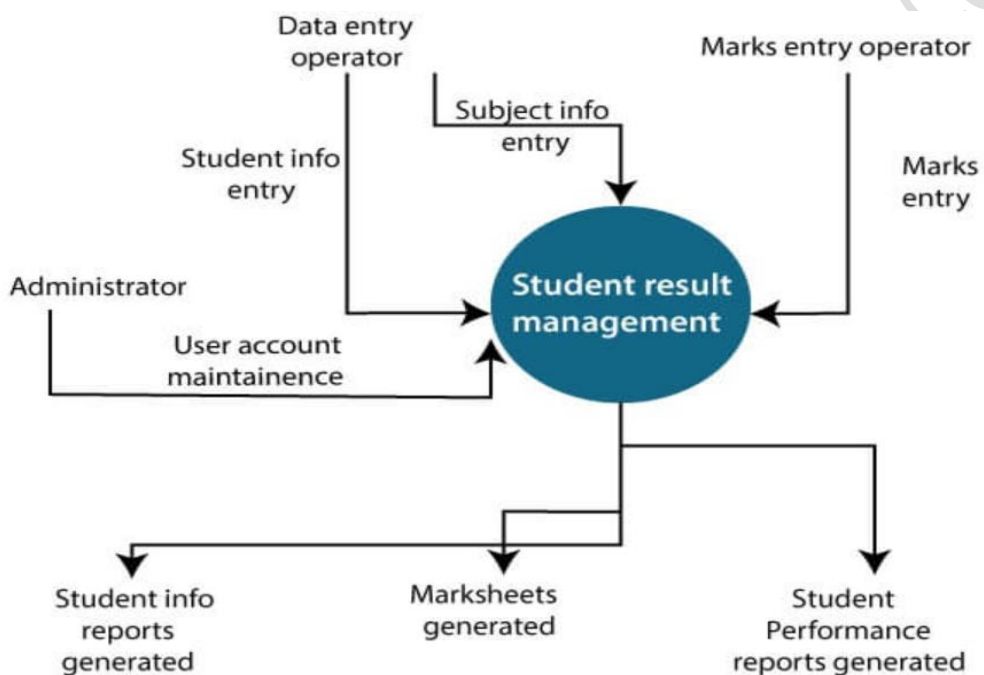 Data entry
operator
Marks entry operator
Subject info
entry
Student info
entry
Marks
entry
Administrator
Student result
management
User account
maintainence
Student info
reports
generated
Marksheets
generated
Student
Performance
reports generated